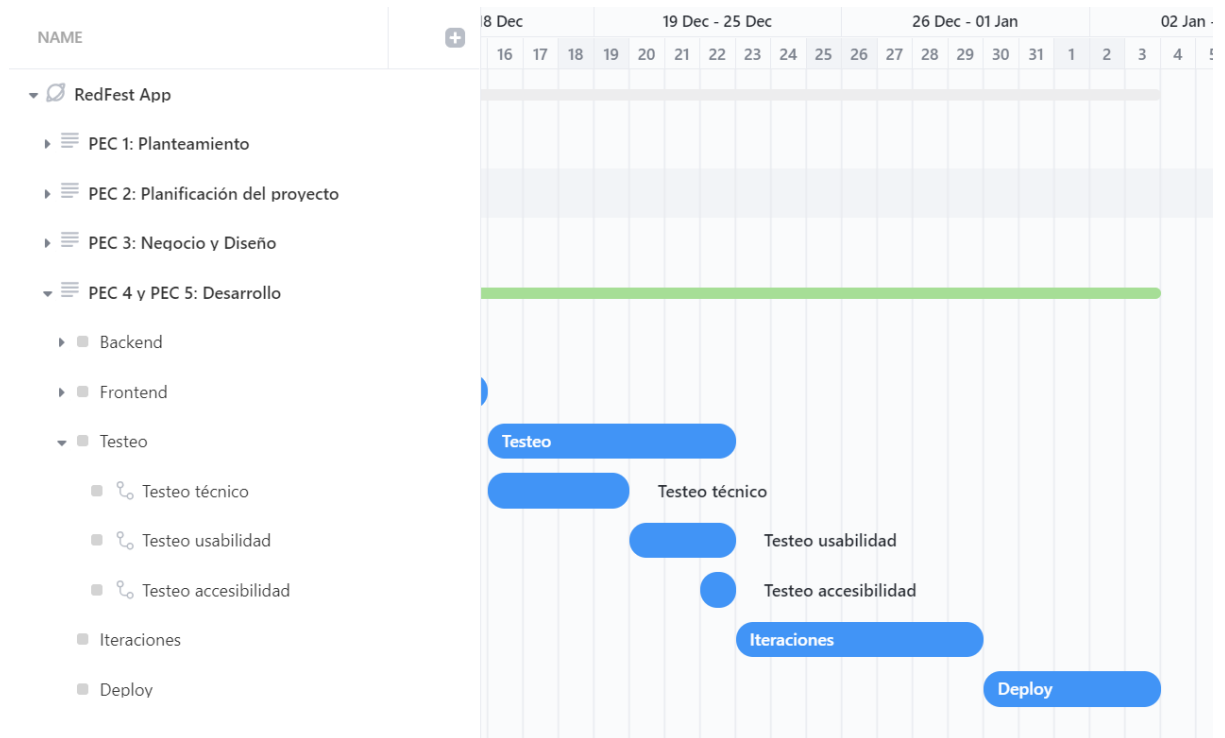 NAME
18 Dec 19 Dec - 25 Dec 26 Dec - 01 Jan 02 Jan -
16 17 18 19 20 21 22 23 24 25 26 27 28 29 30 31 1 2 3 4 5
RedFest App
PEC 1: Planteamiento
PEC 2: Planificación del proyecto
PEC 3: Negocio y Diseño
PEC 4 y PEC 5: Desarrollo
Backend
Frontend
Testeo Testeo
Testeo técnico Testeo técnico
Testeo usabilidad Testeo usabilidad
Testeo accesibilidad Testeo accesibilidad
Iteraciones Iteraciones
Deploy Deploy